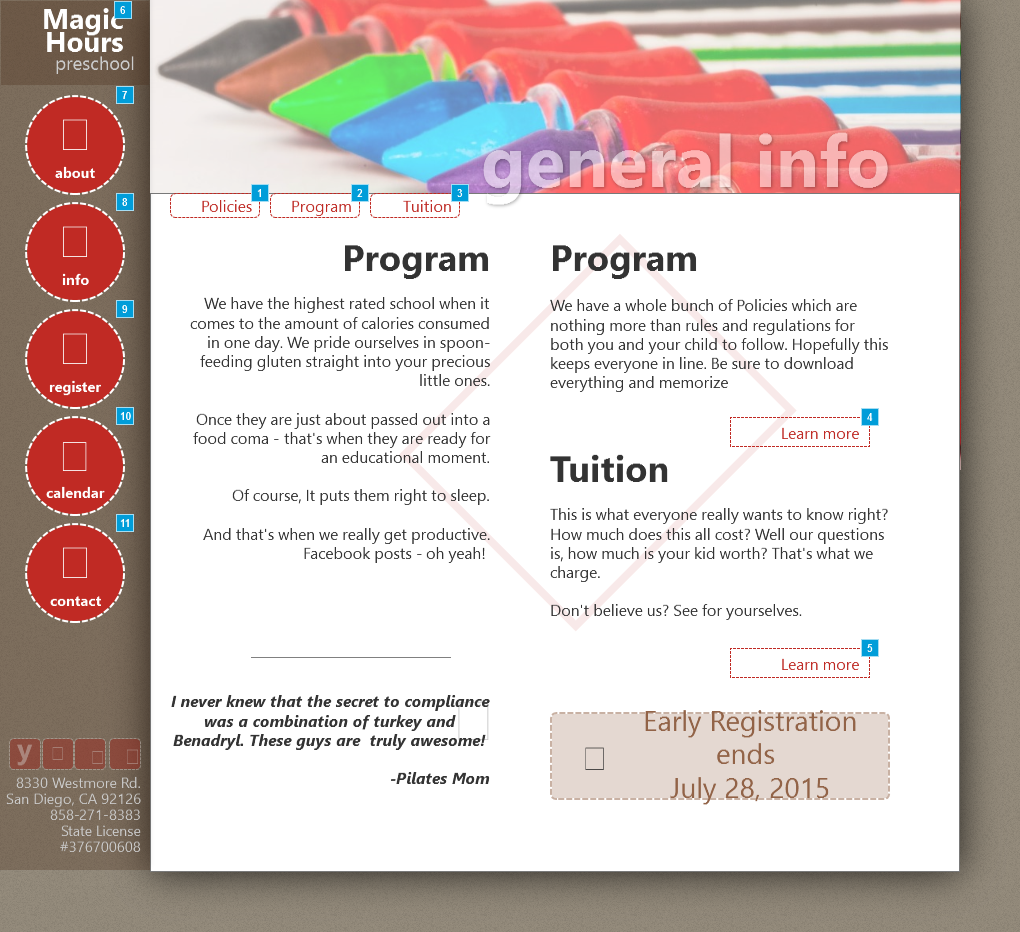 Magic
Hours
preschool
6
7
about
8
info
9
register
10
calendar
11
contact
y
8330 Westmore Rd.
San Diego, CA 92126
858-271-8383
State License
#376700608
general info
Policies
1
Program
2
Tuition
3
Program
We have the highest rated school when it
comes to the amount of calories consumed
in one day. We pride ourselves in spoon-
feeding gluten straight into your precious
little ones.
Once they are just about passed out into a
food coma - that's when they are ready for
an educational moment.
Of course, It puts them right to sleep.
And that's when we really get productive.
Facebook posts - oh yeah!
I never knew that the secret to compliance
was a combination of turkey and
Benadryl. These guys are truly awesome!
-Pilates Mom
Program
We have a whole bunch of Policies which are
nothing more than rules and regulations for
both you and your child to follow. Hopefully this
keeps everyone in line. Be sure to download
everything and memorize
4
Learn more
Tuition
This is what everyone really wants to know right?
How much does this all cost? Well our questions
is, how much is your kid worth? That's what we
charge.
Don't believe us? See for yourselves.
5
Learn more
Early Registration
ends
July 28, 2015